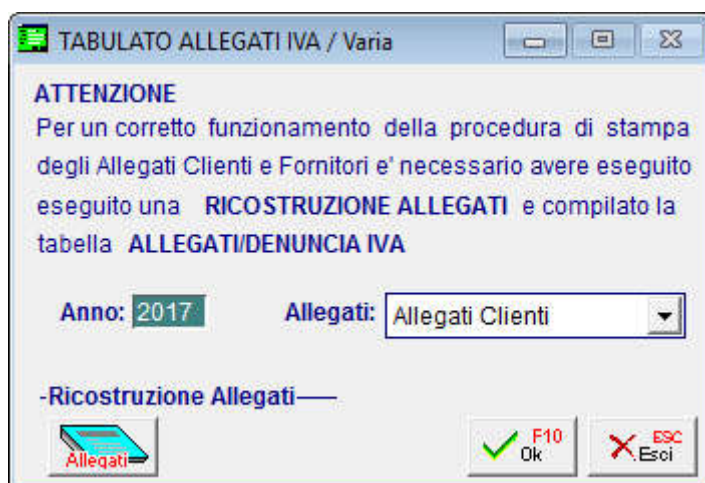 TABULATO ALLEGATI IVA / Varia
ATTENZIONE
Per un corretto funzionamento della procedura di stampa
degli Allegati Clienti e Fornitori e' necessario avere eseguito
eseguito una RICOSTRUZIONE ALLEGATI e compilato la
tabella ALLEGATI/DENUNCIA IVA
Anno: 2017 Allegati: Allegati Clienti
-Ricostruzione Allegati
Allegati F10 Ok ESC Esci